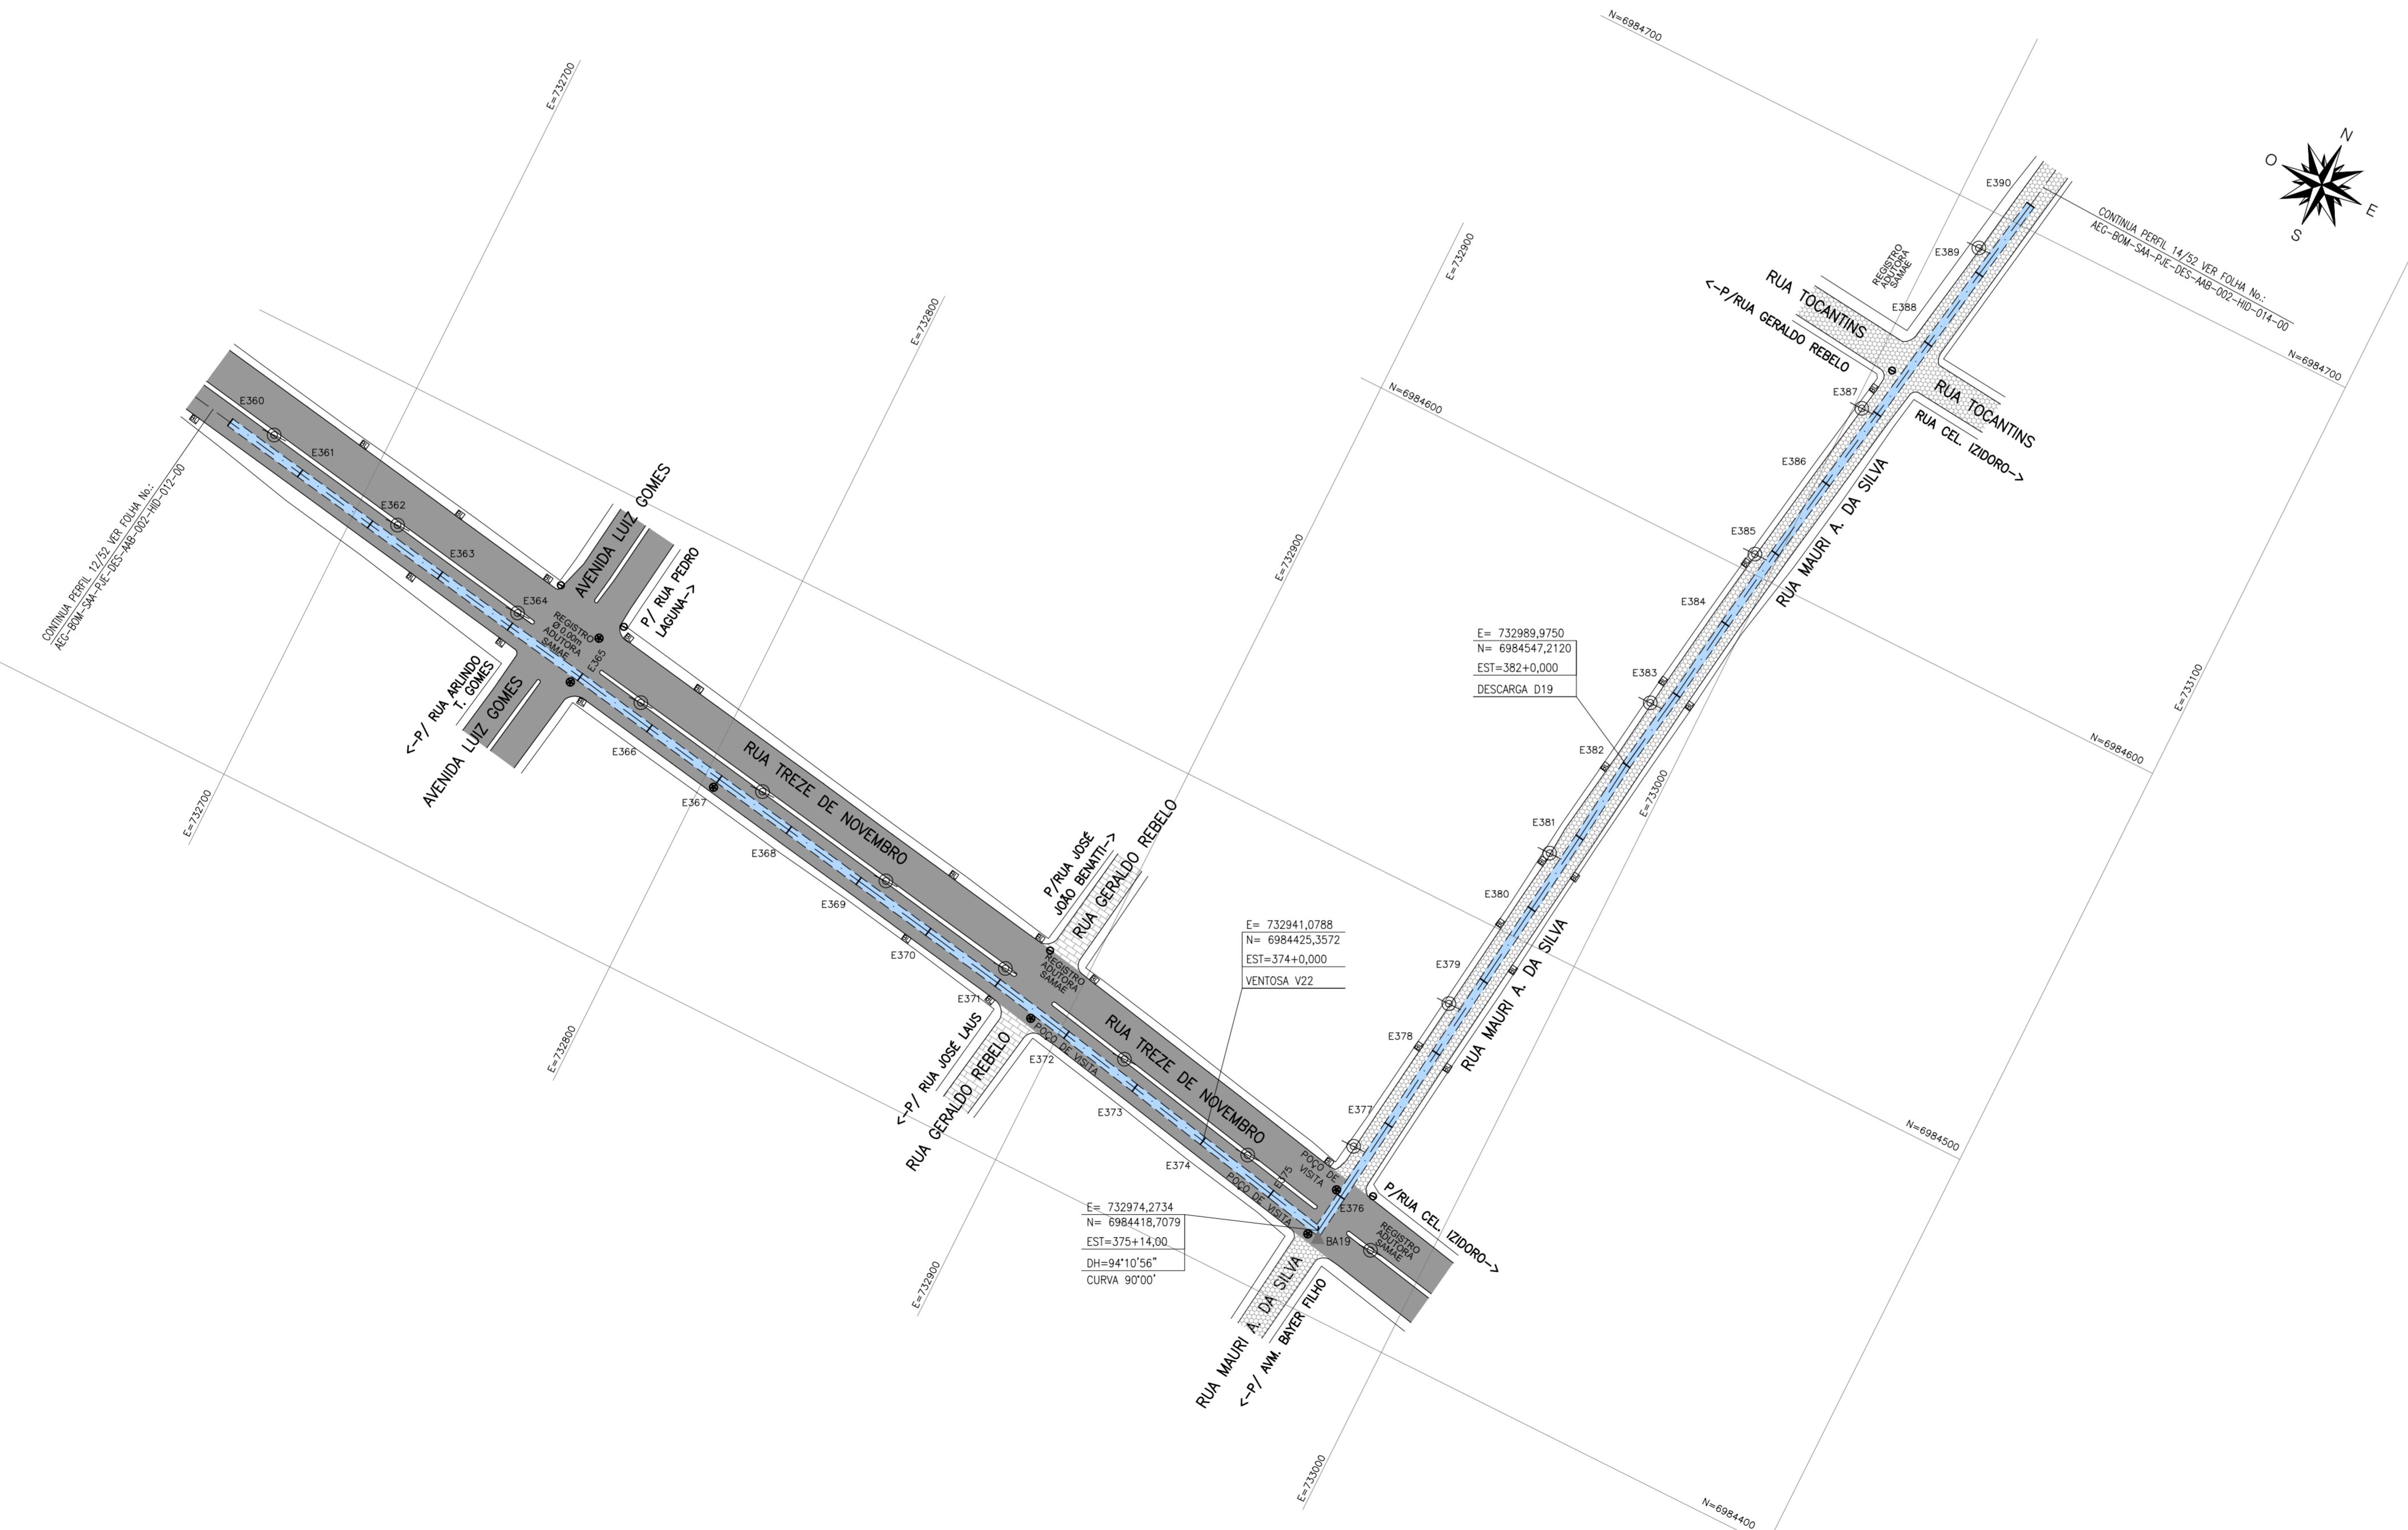 N=6984700
E=732700
N
O
E
S
E390
CONTINUA PERFIL 14/52 VER FOLHA No.:
AEG-BOM-SAA-PJE-DES-AAB-002-HID-014-00
REGISTRO
ADUTORA
SAMAE
E389
RUA TOCANTINS
<-P/RUA GERALDO REBELO
E388
N=6984700
E=732900
E=732800
N=6984600
E387
RUA TOCANTINS
RUA CEL. IZIDORO->
E360
E361
E386
RUA MAURI A. DA SILVA
CONTINUA PERFIL 12/52 VER FOLHA No.:
AEG-BOM-SAA-PJE-DES-AAB-002-HID-012-00
E362
E363
AVENIDA LUIZ GOMES
P/ RUA PEDRO
LAGUNA->
E385
E=732900
E364
REGISTRO
Ø 0.00m
ADUTORA
SAMAE
E365
E384
E= 732989,9750
N= 6984547,2120
EST=382+0,000
DESCARGA D19
E383
<-P/ RUA ARLINDO
T. GOMES
AVENIDA LUIZ GOMES
E=733100
N=6984600
E366
E382
E=733000
E=732700
E367
RUA TREZE DE NOVEMBRO
E381
E368
P/RUA JOSÉ
JOÃO BENATTI->
RUA GERALDO REBELO
E380
E369
E= 732941,0788
N= 6984425,3572
EST=374+0,000
VENTOSA V22
E370
REGISTRO
ADUTORA
SAMAE
E379
RUA MAURI A. DA SILVA
E371
E378
<-P/ RUA JOSÉ LAUS
RUA GERALDO REBELO
POÇO DE VISITA
E372
RUA TREZE DE NOVEMBRO
E=732800
E373
E377
N=6984500
E374
POÇO DE VISITA
E375
POÇO DE
VISITA
E376
P/RUA CEL. IZIDORO->
E= 732974,2734
N= 6984418,7079
EST=375+14,00
DH=94°10'56"
CURVA 90°00'
BA19
REGISTRO
ADUTORA
SAMAE
E=732900
RUA MAURI A. DA SILVA
<-P/ AVM. BAYER FILHO
E=733000
N=6984400